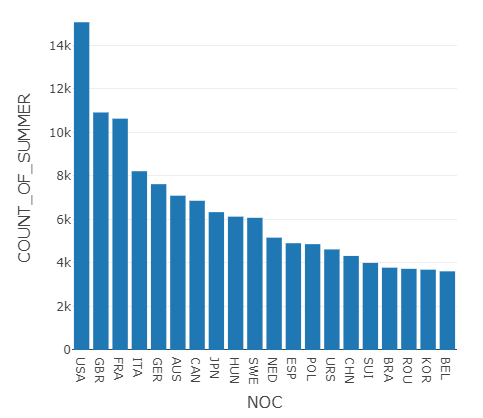 COUNT_OF_SUMMER
14k
12k
10k
8k
6k
4k
2k
0
USA GBR FRA ITA GER AUS CAN JPN HUN SWE NED ESP POL URS CHN SUI BRA ROU KOR BEL
NOC